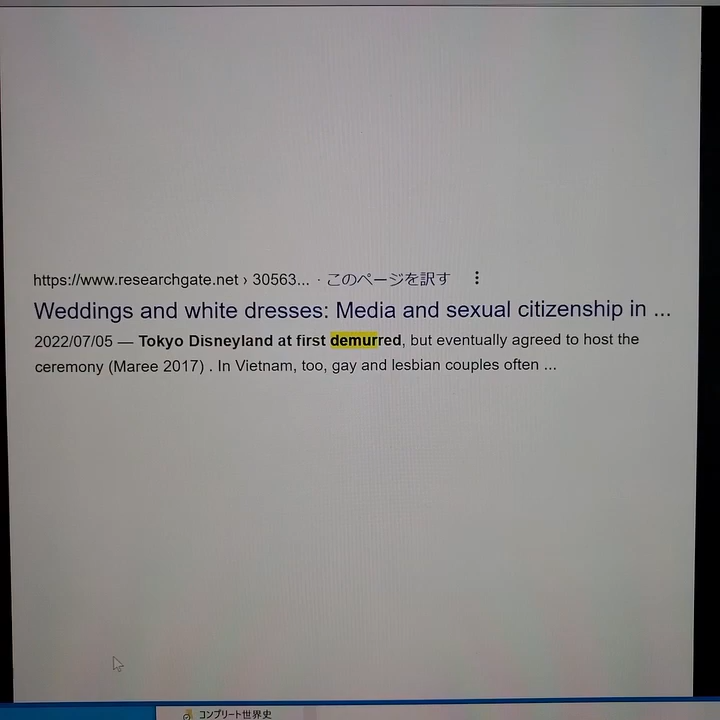 https://www.researchgate.net › 30563... · このページを訳す
Weddings and white dresses: Media and sexual citizenship in ...
2022/07/05 — Tokyo Disneyland at first demurred, but eventually agreed to host the
ceremony (Maree 2017) . In Vietnam, too, gay and lesbian couples often ...
コンプリート世界史